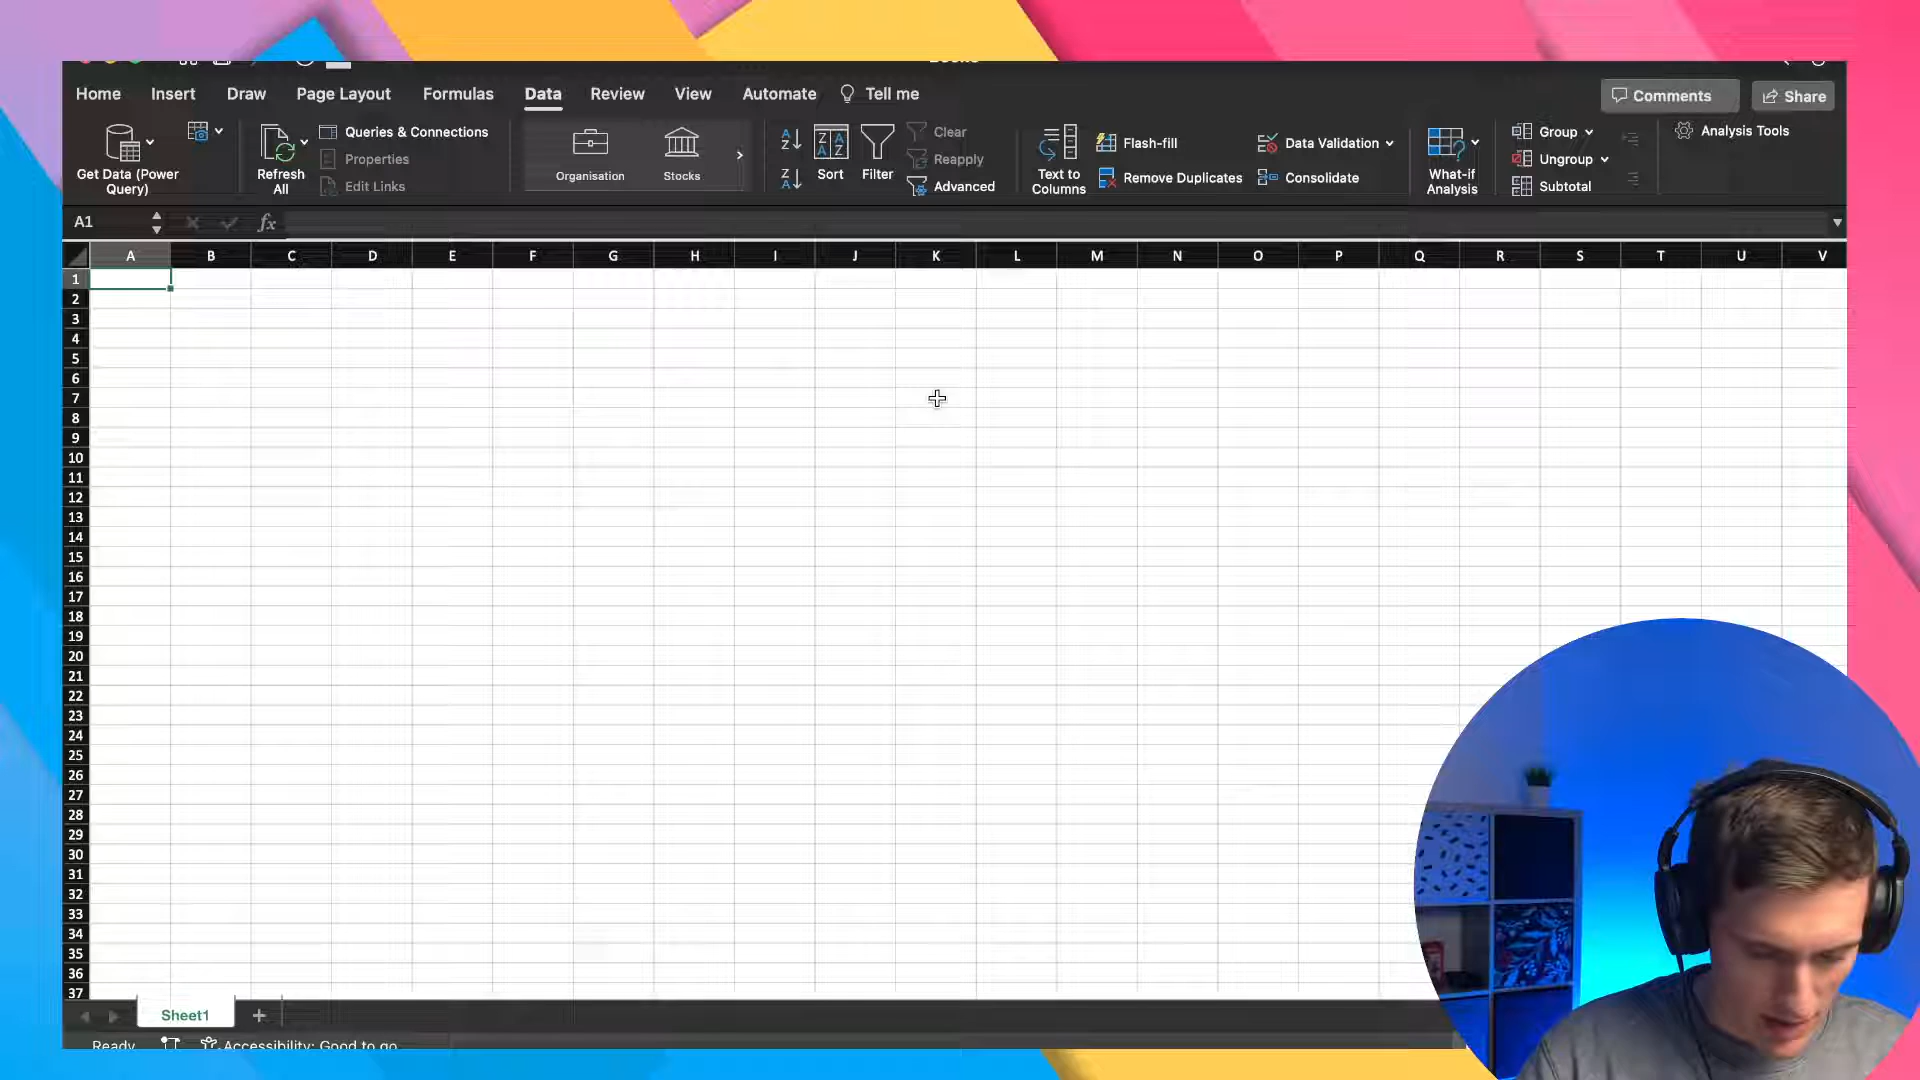 Home Insert Draw Page Layout Formulas Data Review View Automate Tell me Comments Share
Get Data (Power Query)
Refresh All
Queries & Connections
Properties
Edit Links
Organisation Stocks
Sort Filter
Clear
Reapply
Advanced
Text to Columns
Flash-fill
Remove Duplicates
Data Validation
Consolidate
What-if Analysis
Group
Ungroup
Subtotal
Analysis Tools
A1 fx
A B C D E F G H I J K L M N O P Q R S T U V
1
2
3
4
5
6
7
8
9
10
11
12
13
14
15
16
17
18
19
20
21
22
23
24
25
26
27
28
29
30
31
32
33
34
35
36
37
Sheet1 +
Ready Accessibility: Good to go